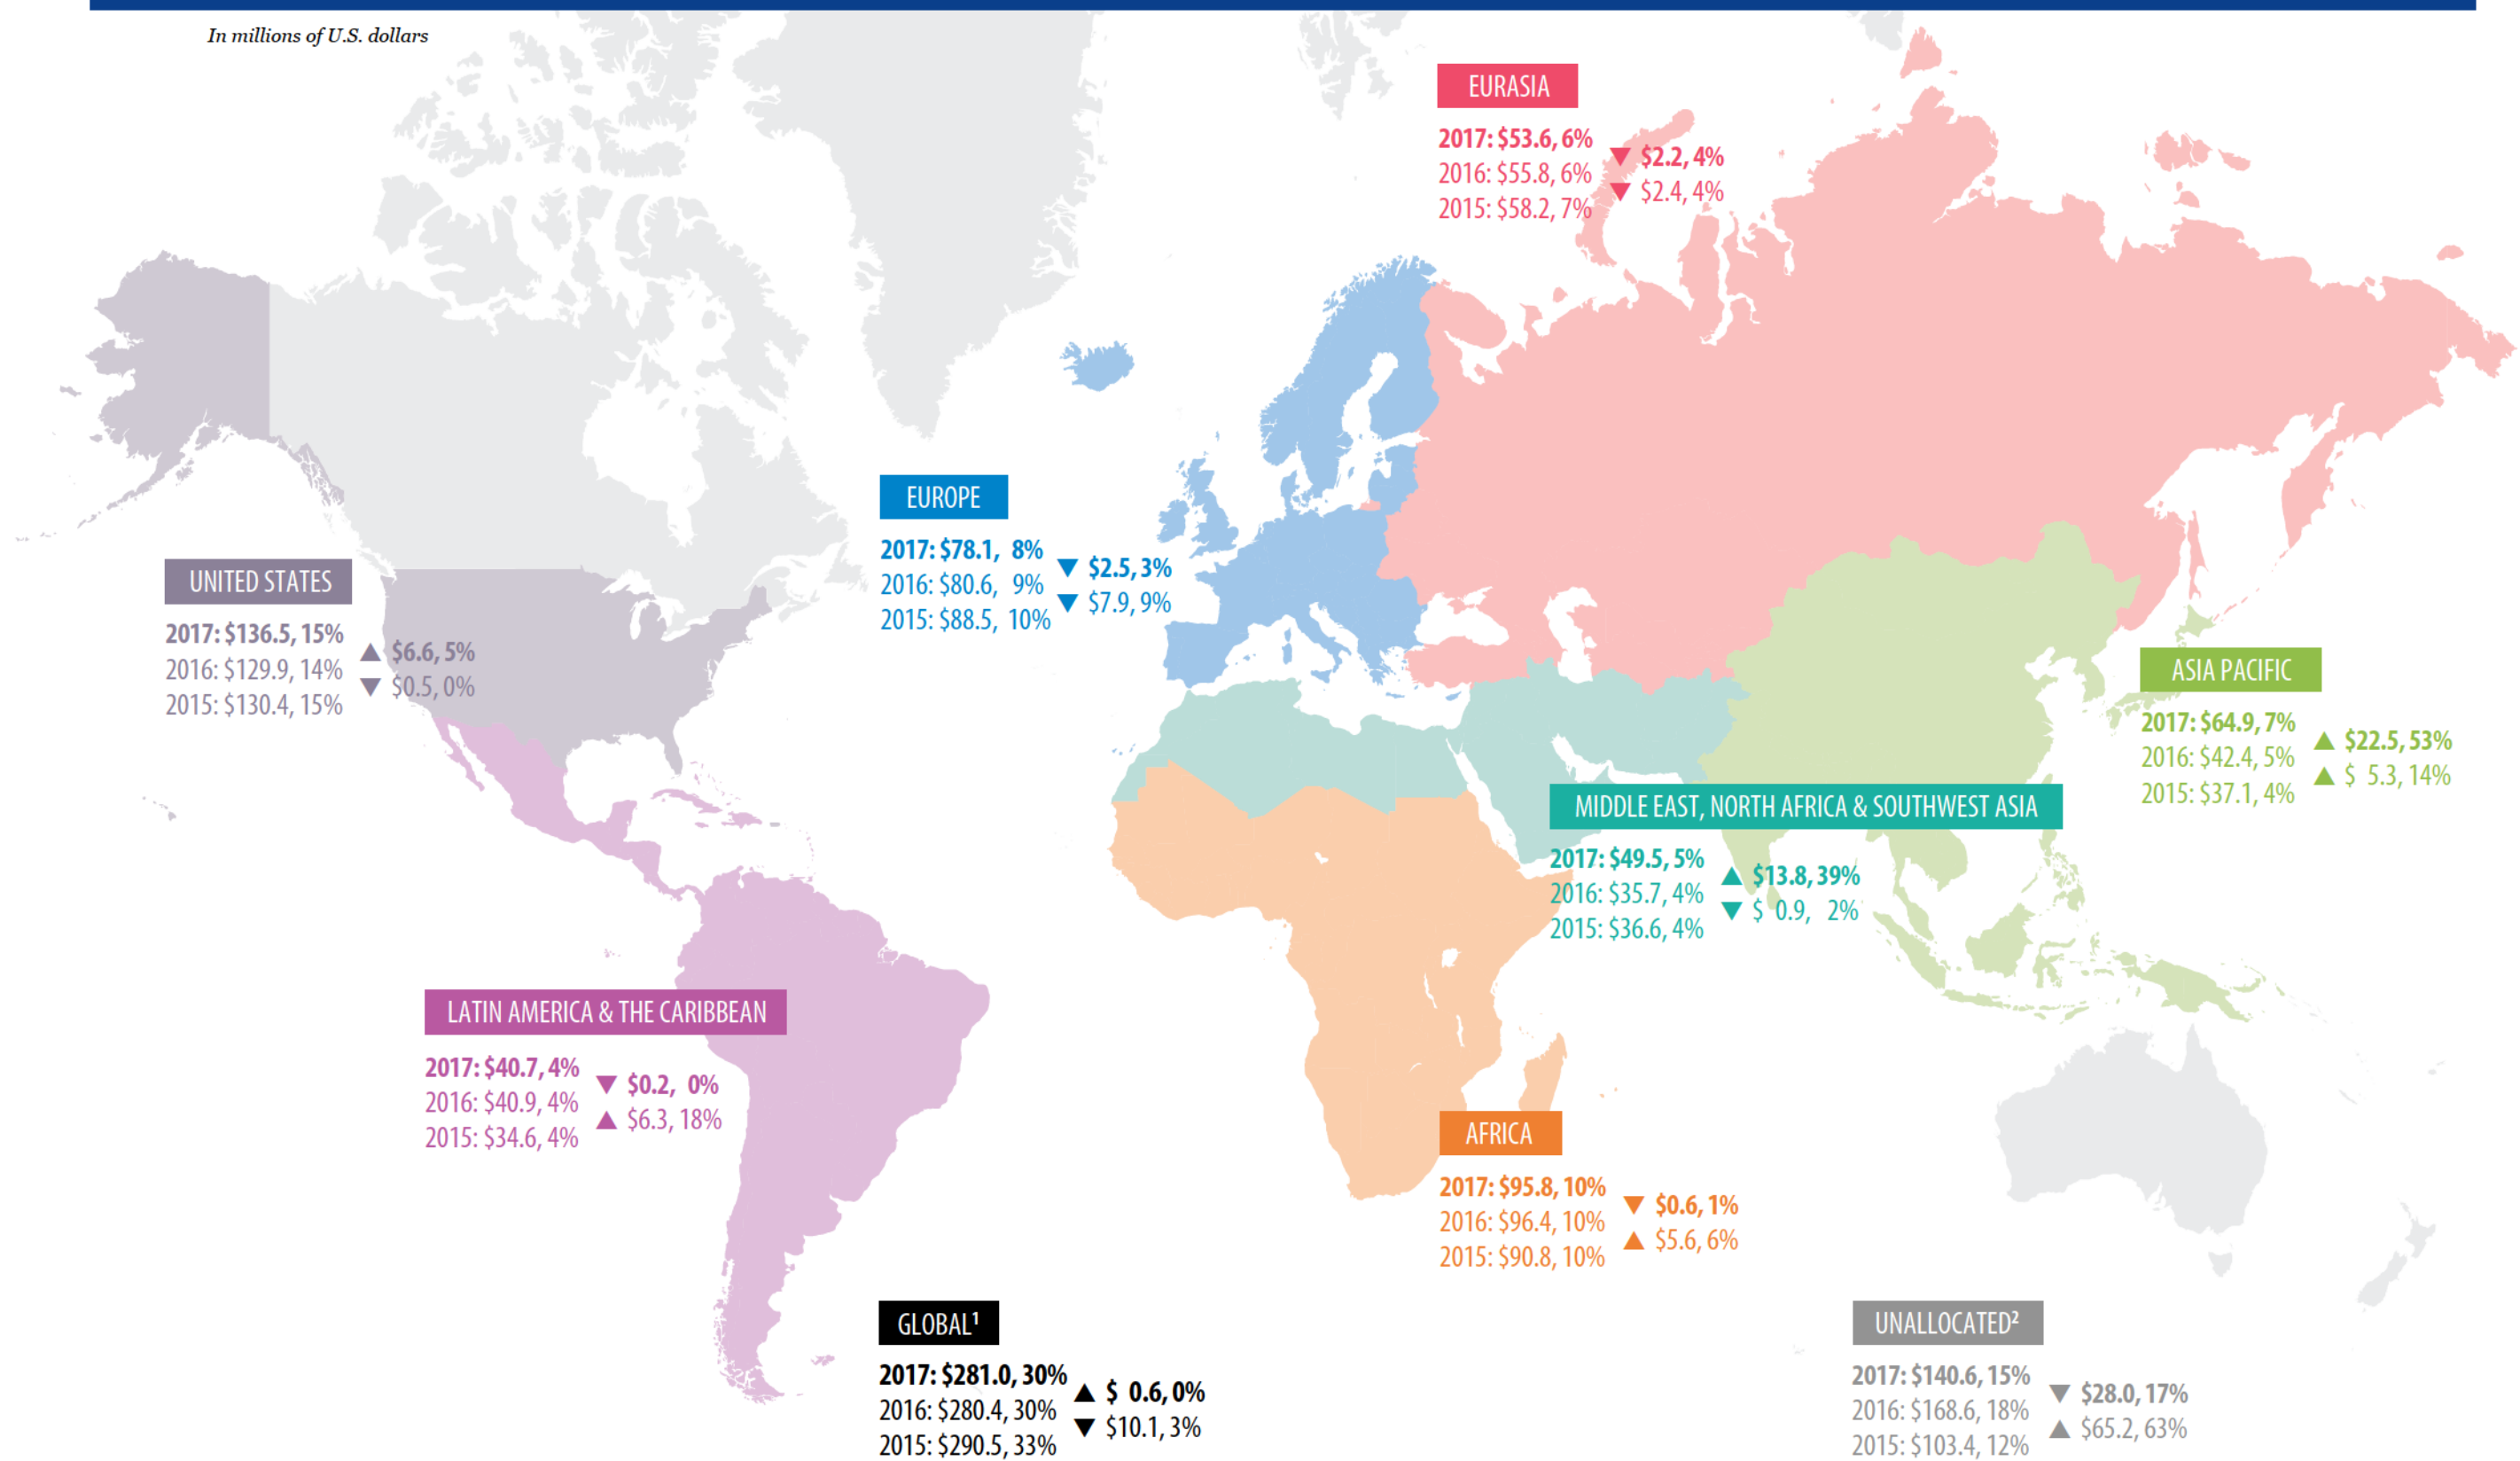 In millions of U.S. dollars
EURASIA
2017: $53.6, 6%
2016: $55.8, 6%
2015: $58.2, 7%
▼ $2.2, 4%
▼ $2.4, 4%
EUROPE
2017: $78.1, 8%
2016: $80.6, 9%
2015: $88.5, 10%
▼ $2.5, 3%
▼ $7.9, 9%
UNITED STATES
2017: $136.5, 15%
2016: $129.9, 14%
2015: $130.4, 15%
▲ $6.6, 5%
▼ $0.5, 0%
ASIA PACIFIC
2017: $64.9, 7%
2016: $42.4, 5%
2015: $37.1, 4%
▲ $22.5, 53%
▲ $ 5.3, 14%
MIDDLE EAST, NORTH AFRICA & SOUTHWEST ASIA
2017: $49.5, 5%
2016: $35.7, 4%
2015: $36.6, 4%
▲ $13.8, 39%
▼ $ 0.9, 2%
LATIN AMERICA & THE CARIBBEAN
2017: $40.7, 4%
2016: $40.9, 4%
2015: $34.6, 4%
▼ $0.2, 0%
▲ $6.3, 18%
AFRICA
2017: $95.8, 10%
2016: $96.4, 10%
2015: $90.8, 10%
▼ $0.6, 1%
▲ $5.6, 6%
GLOBAL¹
2017: $281.0, 30%
2016: $280.4, 30%
2015: $290.5, 33%
▲ $ 0.6, 0%
▼ $10.1, 3%
UNALLOCATED²
2017: $140.6, 15%
2016: $168.6, 18%
2015: $103.4, 12%
▼ $28.0, 17%
▲ $65.2, 63%